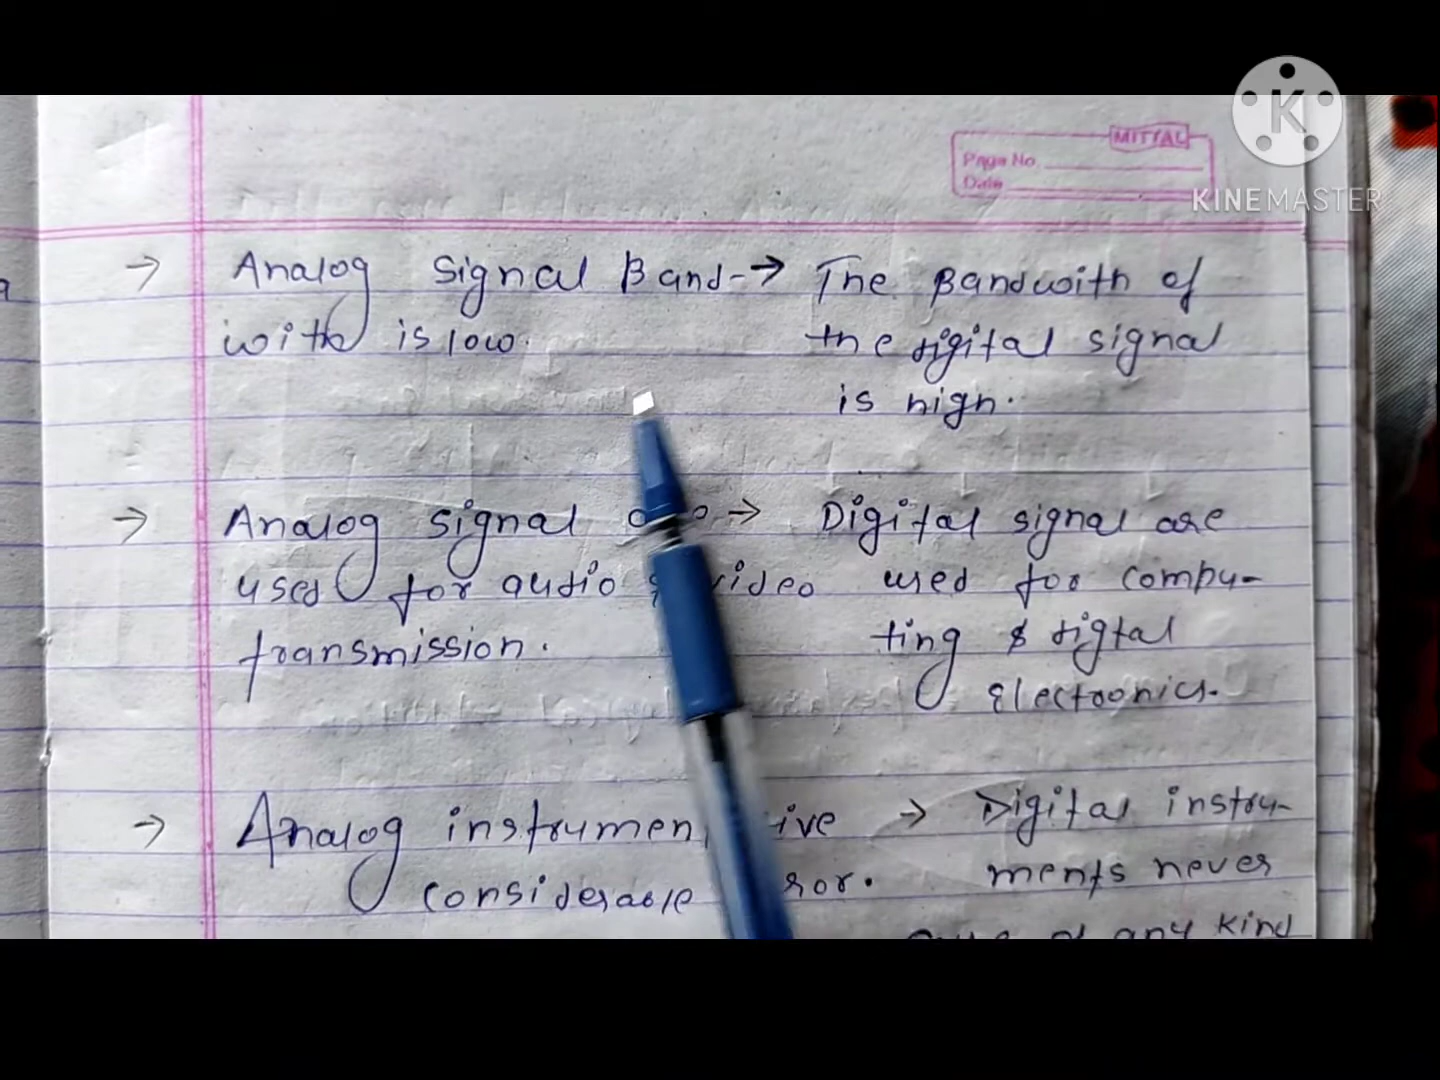 MITTAL
Page No.
Date
K
KINEMASTER
→ Analog Signal Band- → The Bandwith of
with is low. the digital signal
is high.
→ Analog signal → Digital signal are
used for audio & video used for compu-
transmission. ting & digtal
Electronics.
→ Analog instrumen ive → Digital instru-
considerable ror. ments never
of any kind